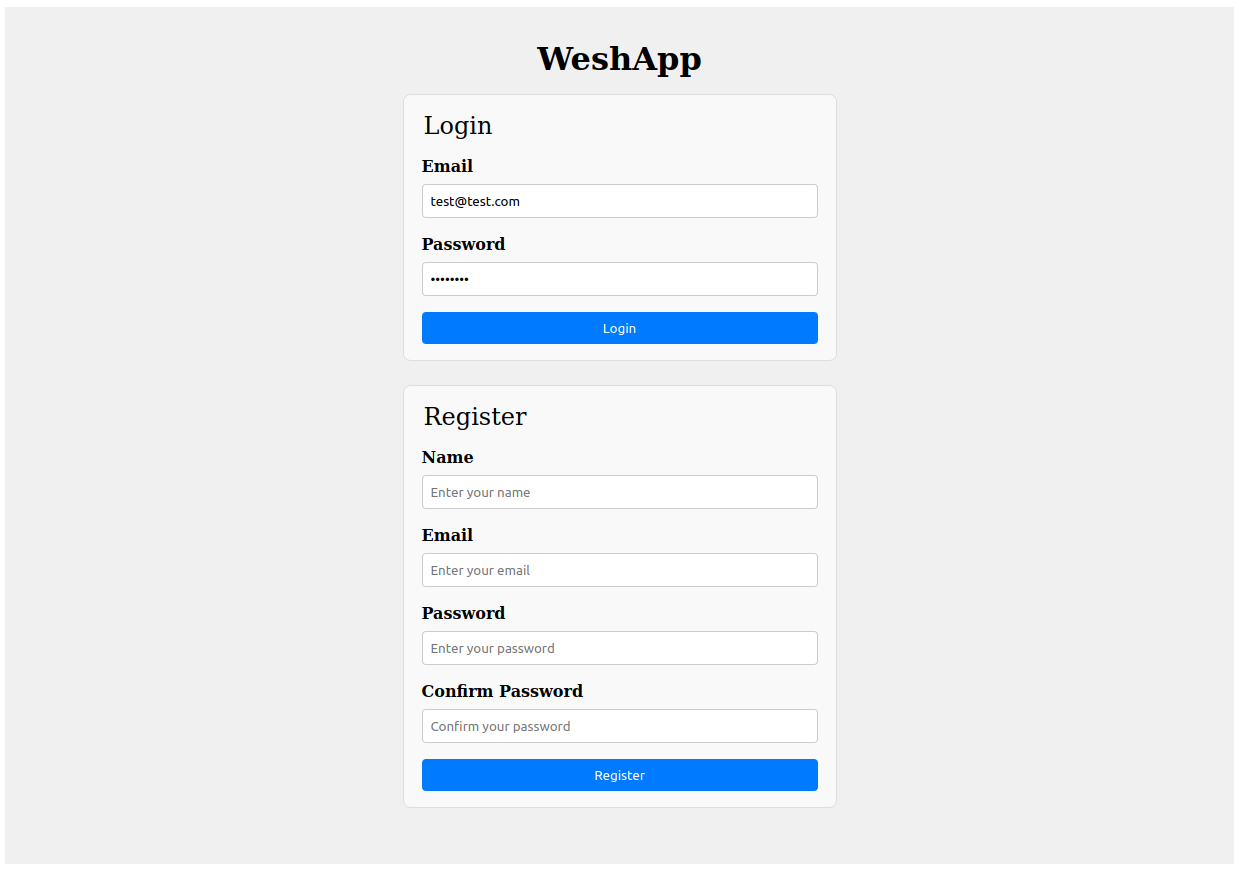 WeshApp
Login
Email
test@test.com
Password
••••••••
Login
Register
Name
Enter your name
Email
Enter your email
Password
Enter your password
Confirm Password
Confirm your password
Register